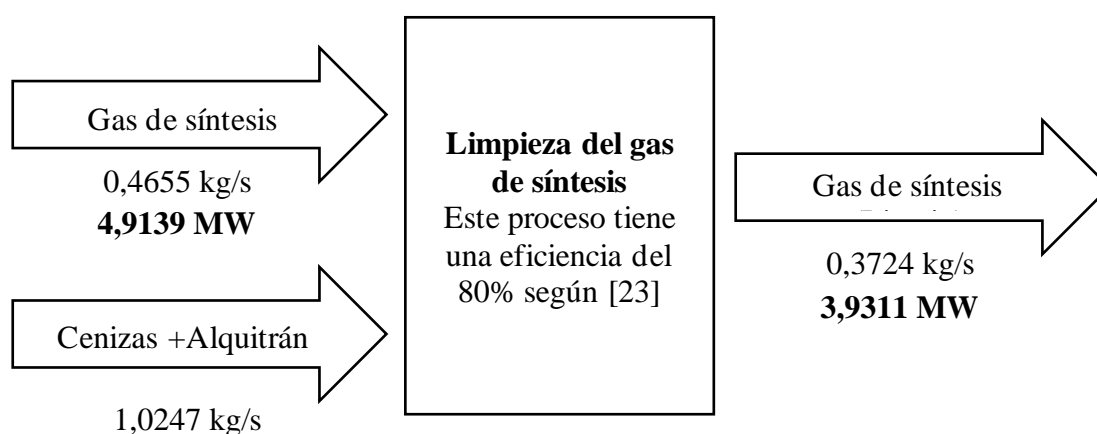 Gas de síntesis
0,4655 kg/s
4,9139 MW
Cenizas +Alquitrán
1,0247 kg/s
Limpieza del gas
de síntesis
Este proceso tiene
una eficiencia del
80% según [23]
Gas de síntesis
0,3724 kg/s
3,9311 MW